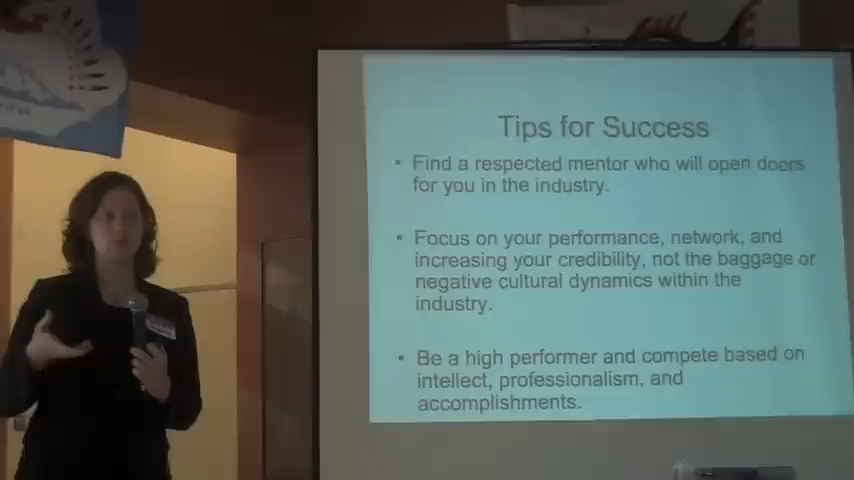 Tips for Success
• Find a respected mentor who will open doors
for you in the industry.
• Focus on your performance, network, and
increasing your credibility, not the baggage or
negative cultural dynamics within the
industry.
• Be a high performer and compete based on
intellect, professionalism, and
accomplishments.